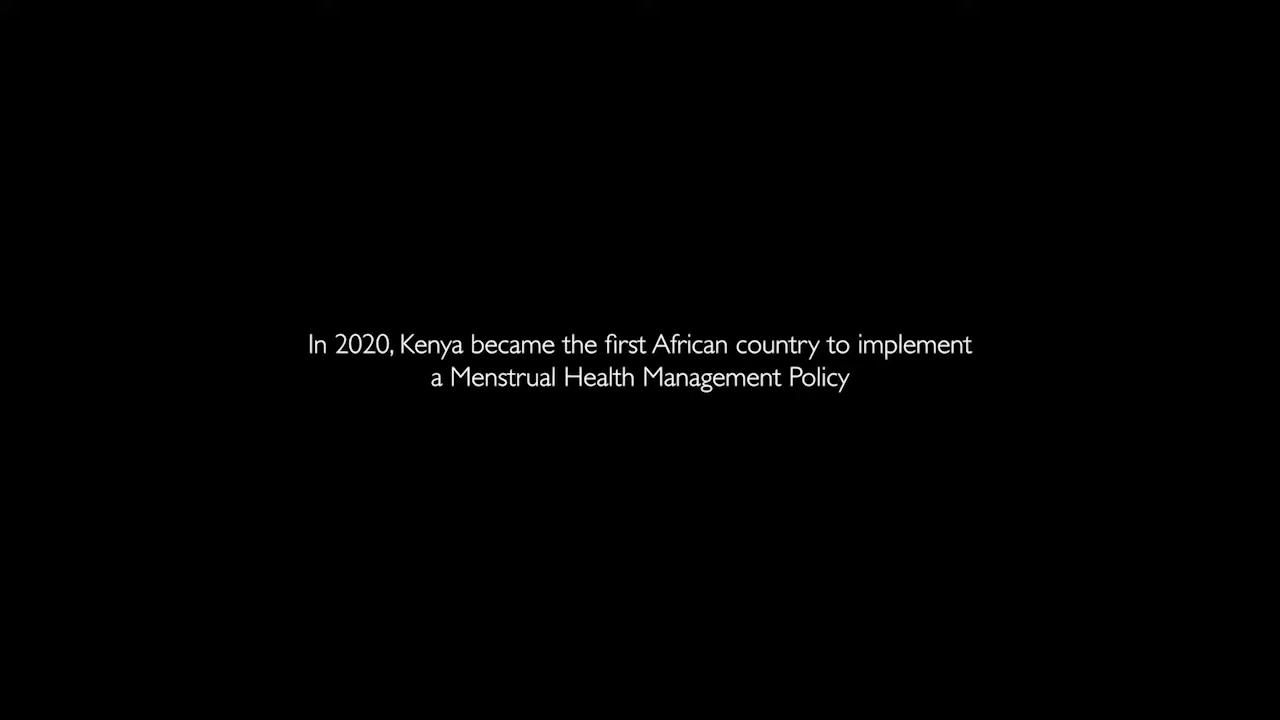 In 2020, Kenya became the first African country to implement
a Menstrual Health Management Policy